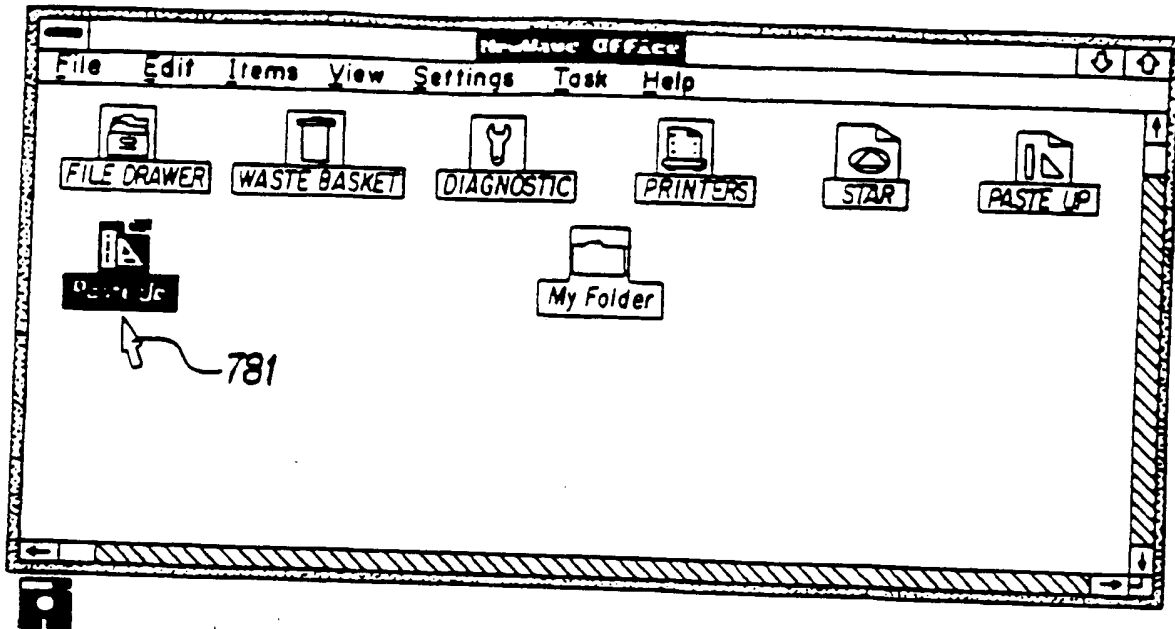 NewWave Office
File Edit Items View Settings Task Help
FILE DRAWER WASTE BASKET DIAGNOSTIC PRINTERS STAR PASTE UP
My Folder
781